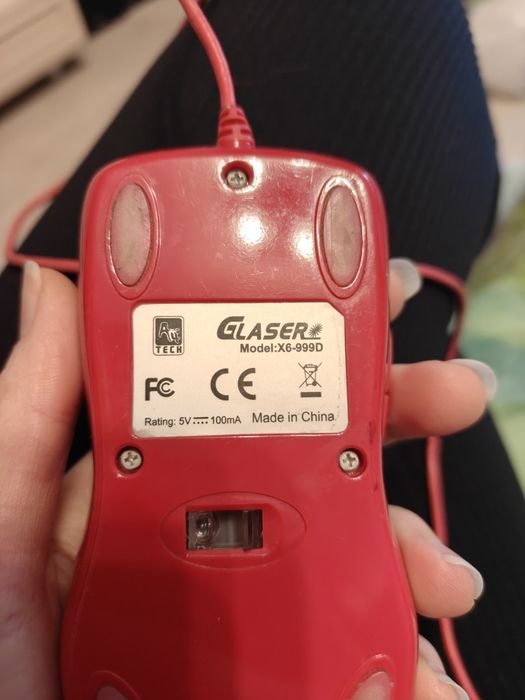 A4
TECH
GLASER
Model:X6-999D
FC CE
Rating: 5V 100mA Made in China